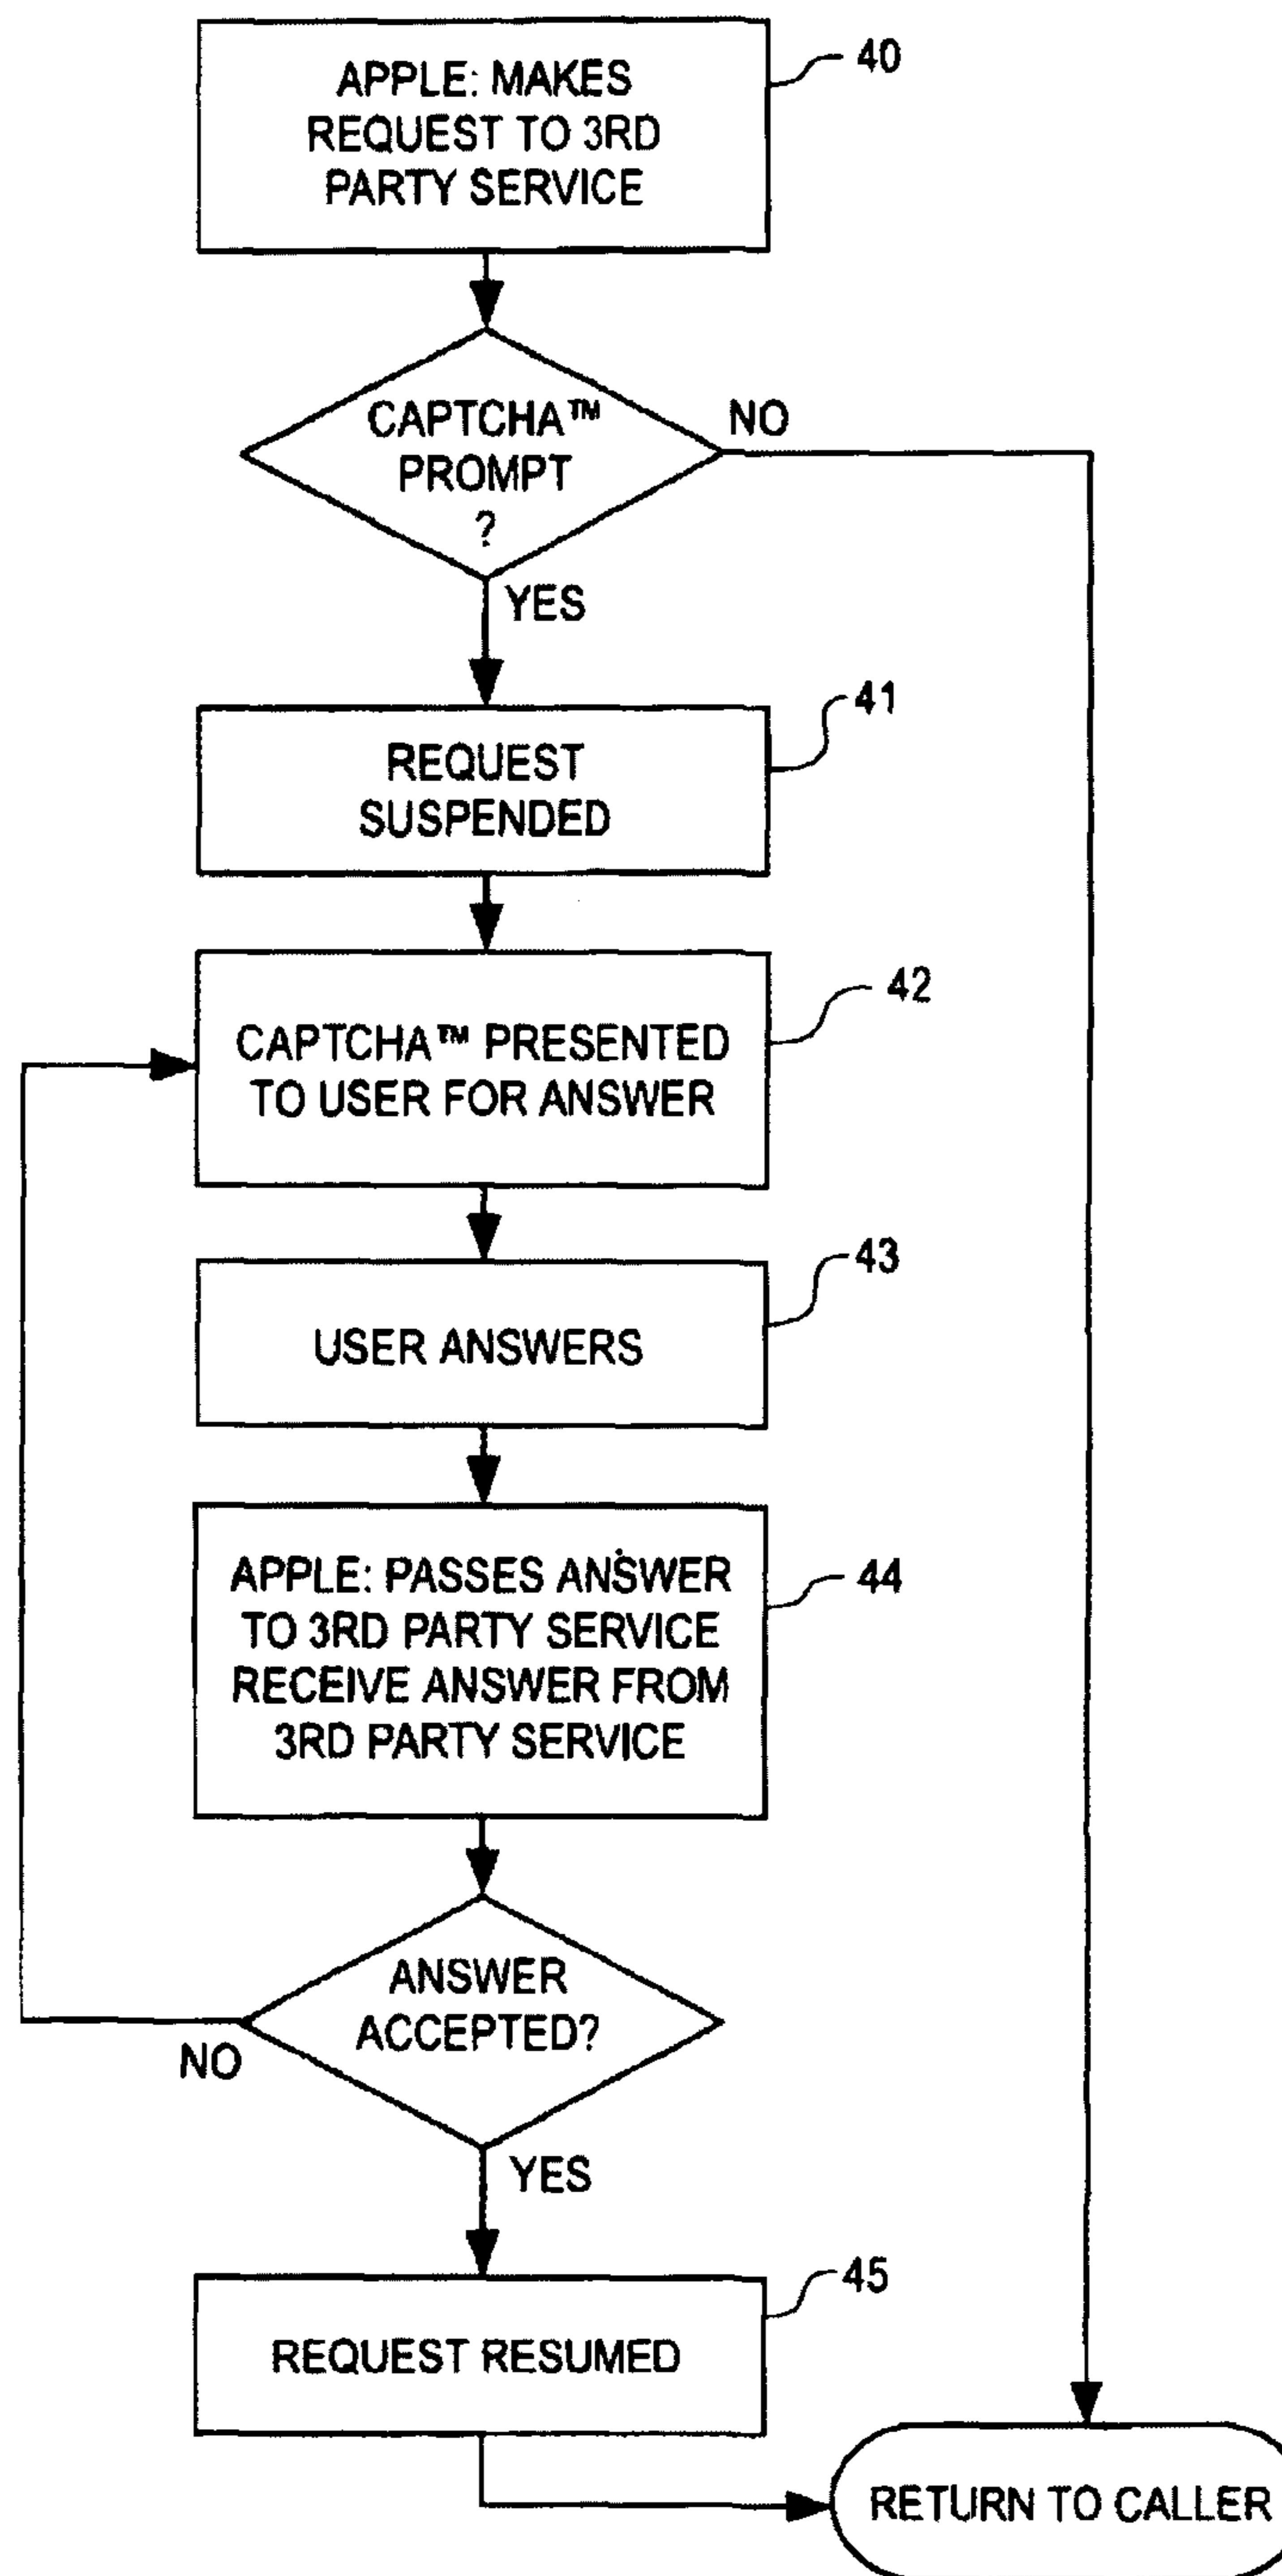 APPLE: MAKES
REQUEST TO 3RD
PARTY SERVICE
40
CAPTCHA™
PROMPT
?
NO
YES
41
REQUEST
SUSPENDED
42
CAPTCHA™ PRESENTED
TO USER FOR ANSWER
43
USER ANSWERS
44
APPLE: PASSES ANSWER
TO 3RD PARTY SERVICE
RECEIVE ANSWER FROM
3RD PARTY SERVICE
ANSWER
ACCEPTED?
NO
YES
45
REQUEST RESUMED
RETURN TO CALLER